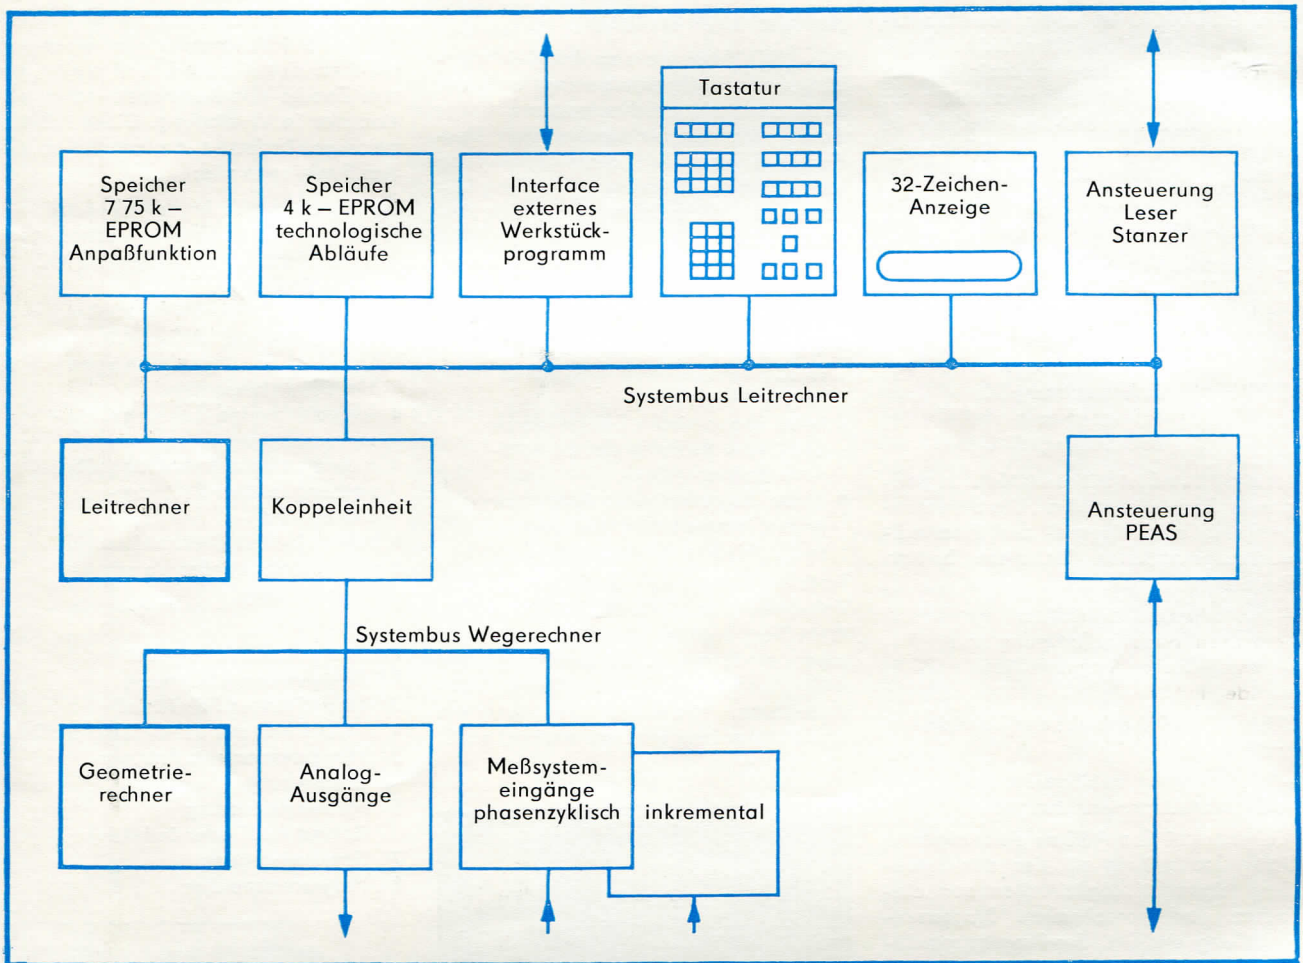 Tastatur
Speicher
7 75 k – EPROM
Anpaßfunktion
Speicher
4 k – EPROM
technologische
Abläufe
Interface
externes
Werkstück-
programm
32-Zeichen-
Anzeige
Ansteuerung
Leser
Stanzer
Systembus Leitrechner
Leitrechner
Koppeleinheit
Ansteuerung
PEAS
Systembus Wegerechner
Geometrie-
rechner
Analog-
Ausgänge
Meßsystem-
eingänge
phasenzyklisch
inkremental